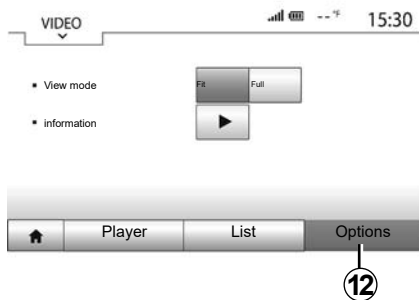 VIDEO
--°F 15:30
View mode Fit Full
information
Player List Options
12